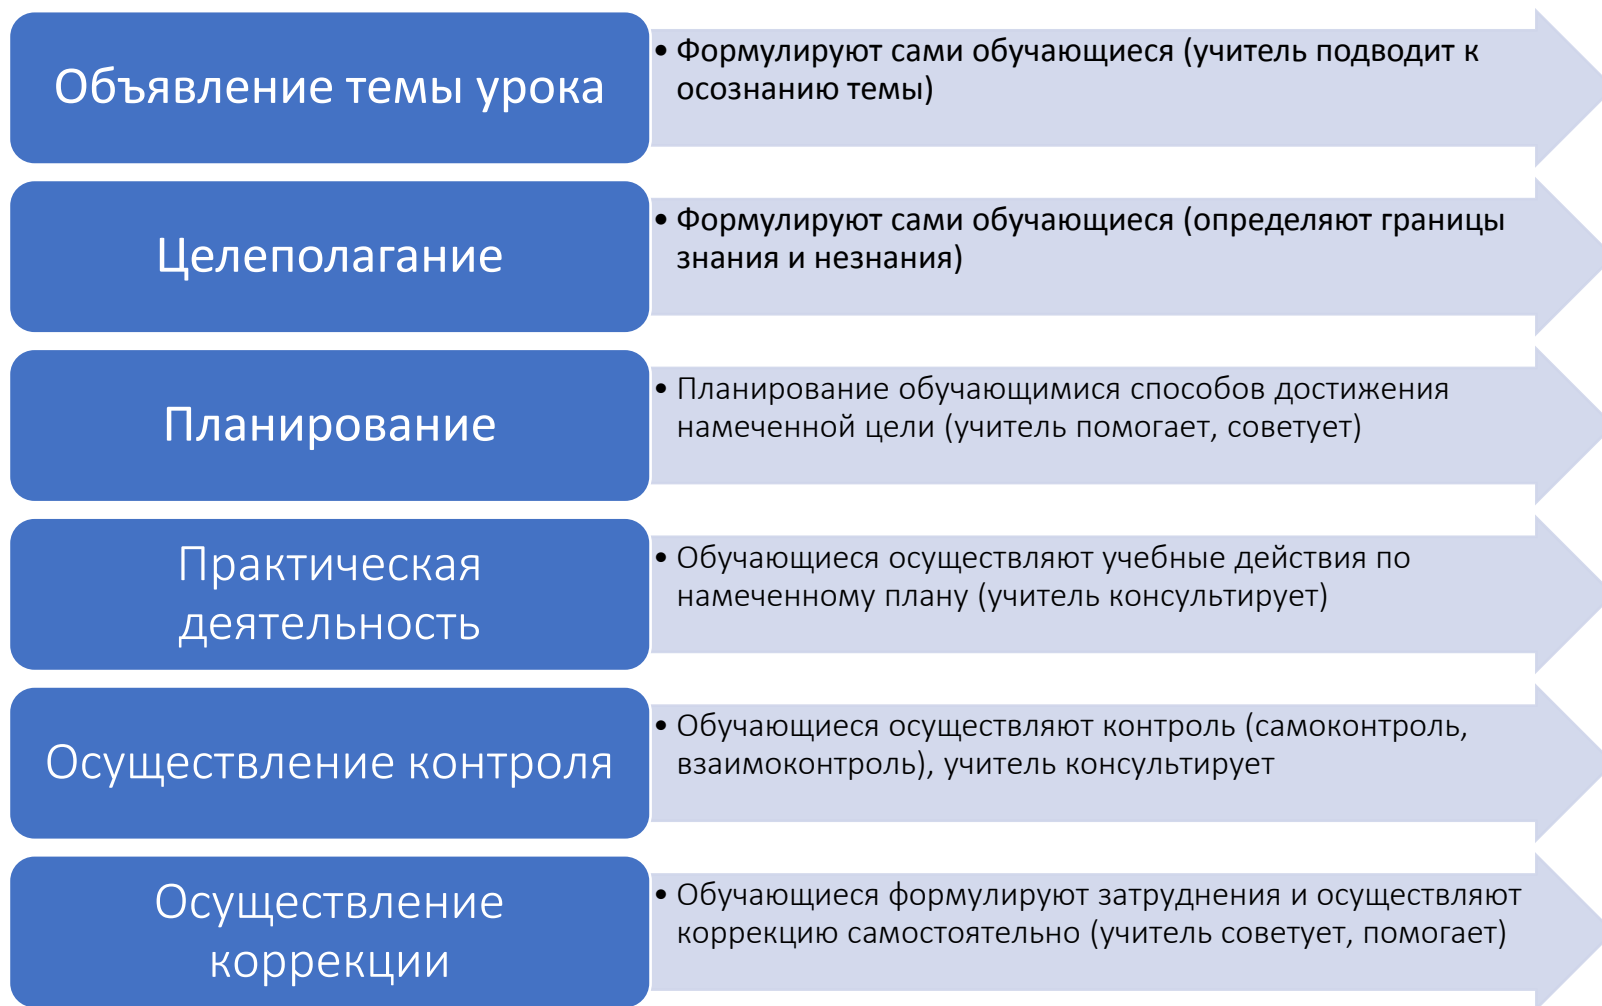 Объявление темы урока
• Формулируют сами обучающиеся (учитель подводит к
осознанию темы)
Целеполагание
• Формулируют сами обучающиеся (определяют границы
знания и незнания)
Планирование
• Планирование обучающимися способов достижения
намеченной цели (учитель помогает, советует)
Практическая
деятельность
• Обучающиеся осуществляют учебные действия по
намеченному плану (учитель консультирует)
Осуществление контроля
• Обучающиеся осуществляют контроль (самоконтроль,
взаимоконтроль), учитель консультирует
Осуществление
коррекции
• Обучающиеся формулируют затруднения и осуществляют
коррекцию самостоятельно (учитель советует, помогает)